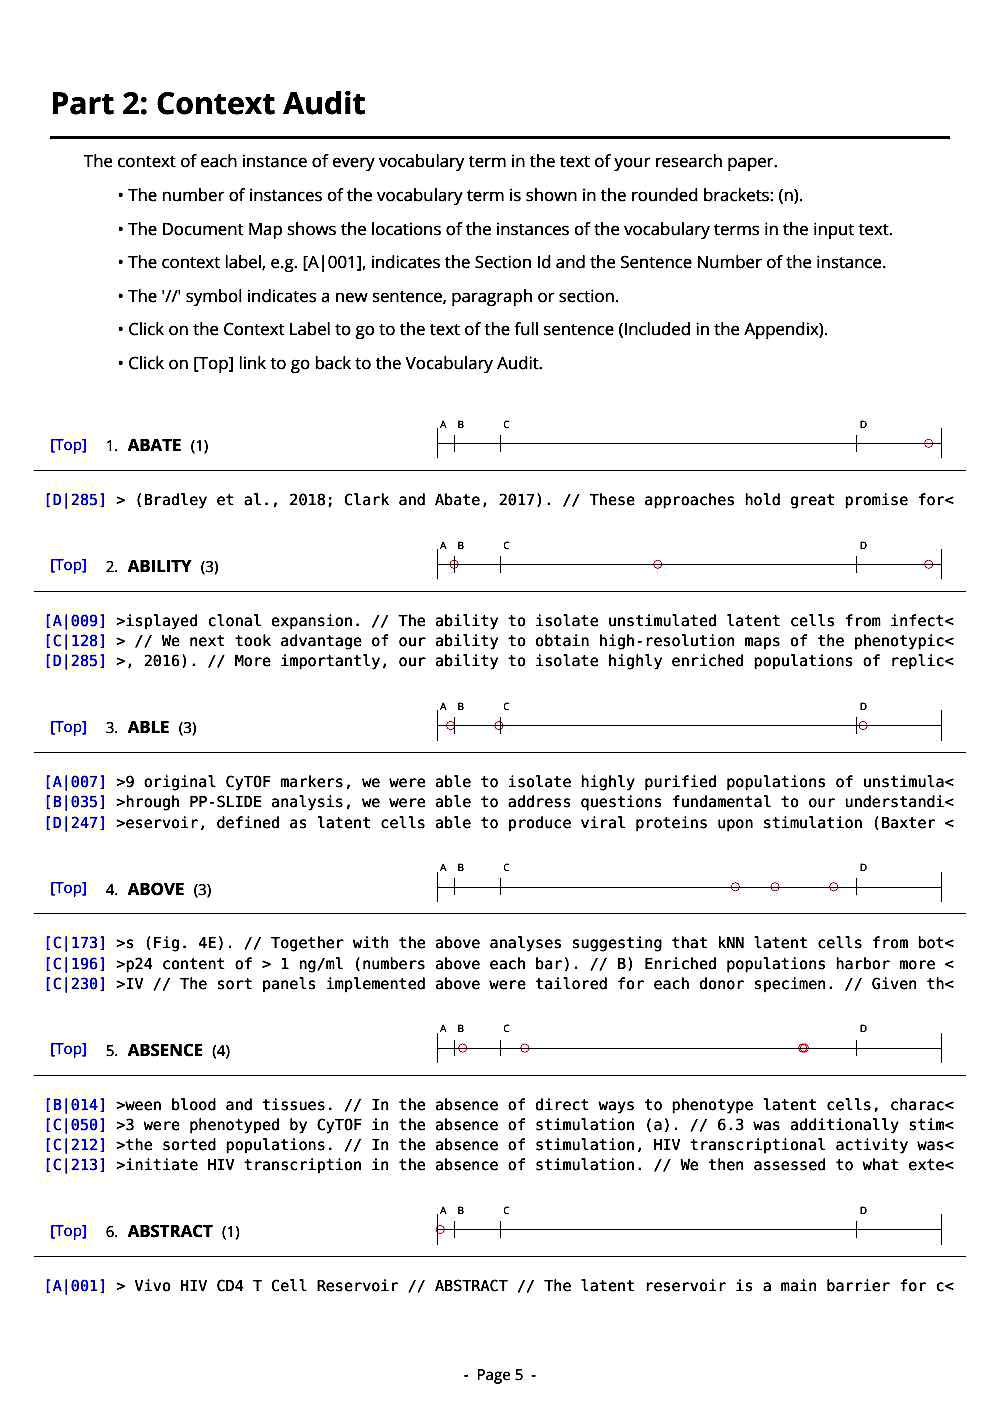 Part 2: Context Audit
The context of each instance of every vocabulary term in the text of your research paper.
• The number of instances of the vocabulary term is shown in the rounded brackets: (n).
• The Document Map shows the locations of the instances of the vocabulary terms in the input text.
• The context label, e.g. [A|001], indicates the Section Id and the Sentence Number of the instance.
• The '//' symbol indicates a new sentence, paragraph or section.
• Click on the Context Label to go to the text of the full sentence (Included in the Appendix).
• Click on [Top] link to go back to the Vocabulary Audit.
A B C D
[Top] 1. ABATE (1)
[D|285] > (Bradley et al., 2018; Clark and Abate, 2017). // These approaches hold great promise for<
A B C D
[Top] 2. ABILITY (3)
[A|009] >isplayed clonal expansion. // The ability to isolate unstimulated latent cells from infect<
[C|128] > // We next took advantage of our ability to obtain high-resolution maps of the phenotypic<
[D|285] >, 2016). // More importantly, our ability to isolate highly enriched populations of replic<
A B C D
[Top] 3. ABLE (3)
[A|007] >9 original CyTOF markers, we were able to isolate highly purified populations of unstimula<
[B|035] >hrough PP-SLIDE analysis, we were able to address questions fundamental to our understandi<
[D|247] >eservoir, defined as latent cells able to produce viral proteins upon stimulation (Baxter <
A B C D
[Top] 4. ABOVE (3)
[C|173] >s (Fig. 4E). // Together with the above analyses suggesting that kNN latent cells from bot<
[C|196] >p24 content of > 1 ng/ml (numbers above each bar). // B) Enriched populations harbor more <
[C|230] >IV // The sort panels implemented above were tailored for each donor specimen. // Given th<
A B C D
[Top] 5. ABSENCE (4)
[B|014] >ween blood and tissues. // In the absence of direct ways to phenotype latent cells, charac<
[C|050] >3 were phenotyped by CyTOF in the absence of stimulation (a). // 6.3 was additionally stim<
[C|212] >the sorted populations. // In the absence of stimulation, HIV transcriptional activity was<
[C|213] >initiate HIV transcription in the absence of stimulation. // We then assessed to what exte<
A B C D
[Top] 6. ABSTRACT (1)
[A|001] > Vivo HIV CD4 T Cell Reservoir // ABSTRACT // The latent reservoir is a main barrier for c<
- Page 5 -